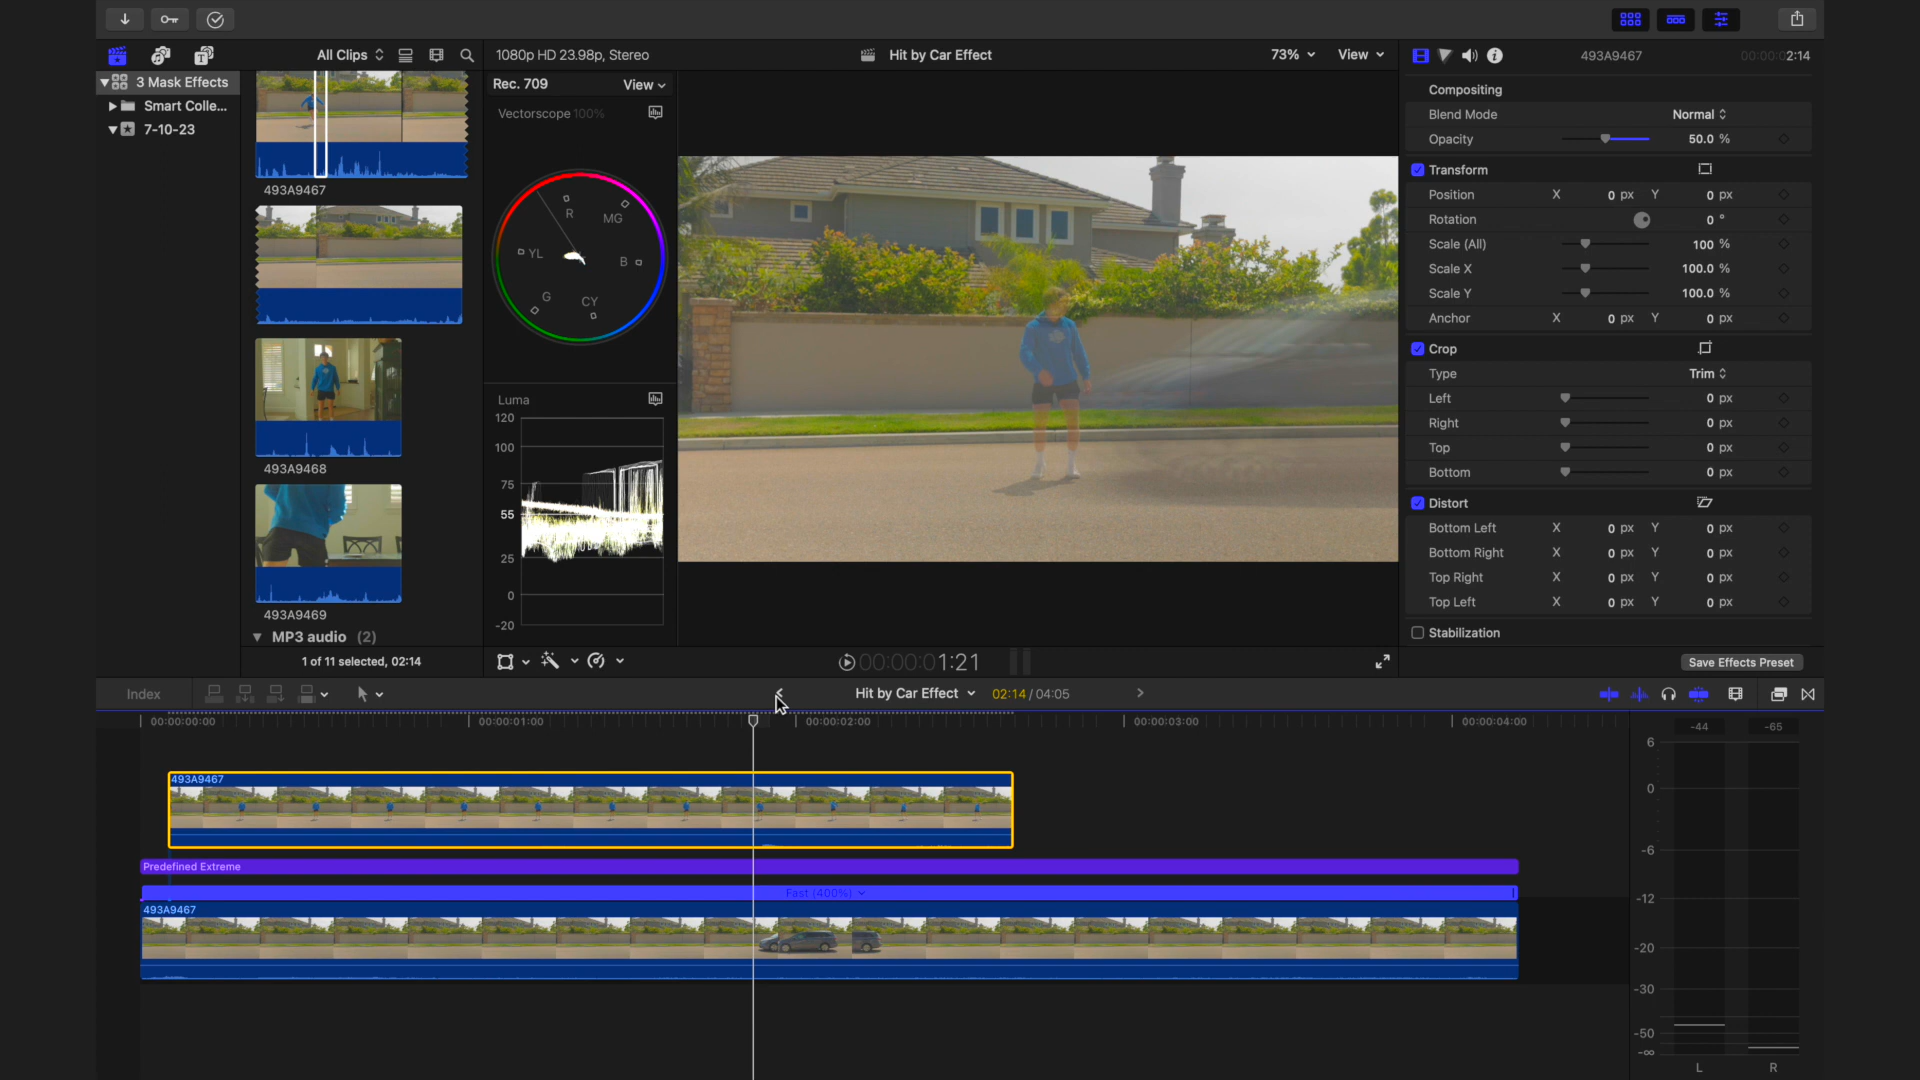 All Clips
1080p HD 23.98p, Stereo
Hit by Car Effect
73%
View
493A9467
00:00:00:02:14
3 Mask Effects
Smart Colle...
7-10-23
Rec. 709
View
Vectorscope 100%
R
MG
YL
B
G
CY
Luma
120
100
75
55
25
0
-20
493A9467
493A9468
493A9469
MP3 audio (2)
1 of 11 selected, 02:14
00:00:00:01:21
Compositing
Blend Mode Normal
Opacity 50.0 %
Transform
Position X 0 px Y 0 px
Rotation 0 °
Scale (All) 100 %
Scale X 100.0 %
Scale Y 100.0 %
Anchor X 0 px Y 0 px
Crop
Type Trim
Left 0 px
Right 0 px
Top 0 px
Bottom 0 px
Distort
Bottom Left X 0 px Y 0 px
Bottom Right X 0 px Y 0 px
Top Right X 0 px Y 0 px
Top Left X 0 px Y 0 px
Stabilization
Save Effects Preset
Index
Hit by Car Effect
02:14 / 04:05
00:00:00:00
00:00:01:00
00:00:02:00
00:00:03:00
00:00:04:00
493A9467
Predefined Extreme
Fast (400%)
493A9467
-44 -65
6
0
-6
-12
-20
-30
-50
-∞
L R